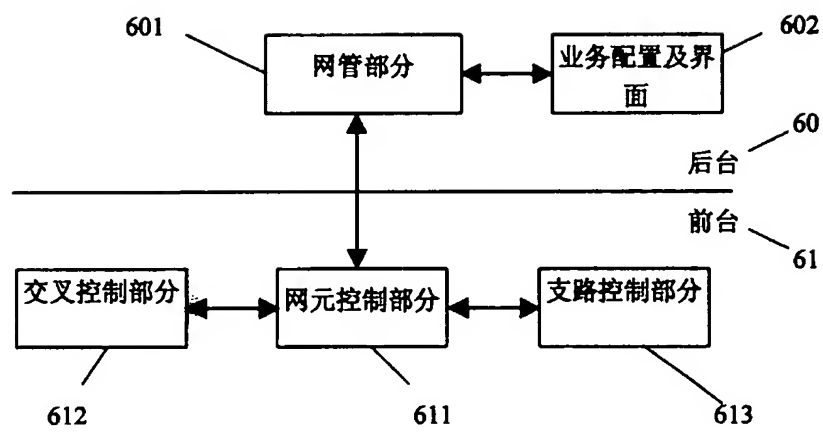 601
602
网管部分
业务配置及界
面
60
后台
前台
61
交叉控制部分
网元控制部分
支路控制部分
612
611
613